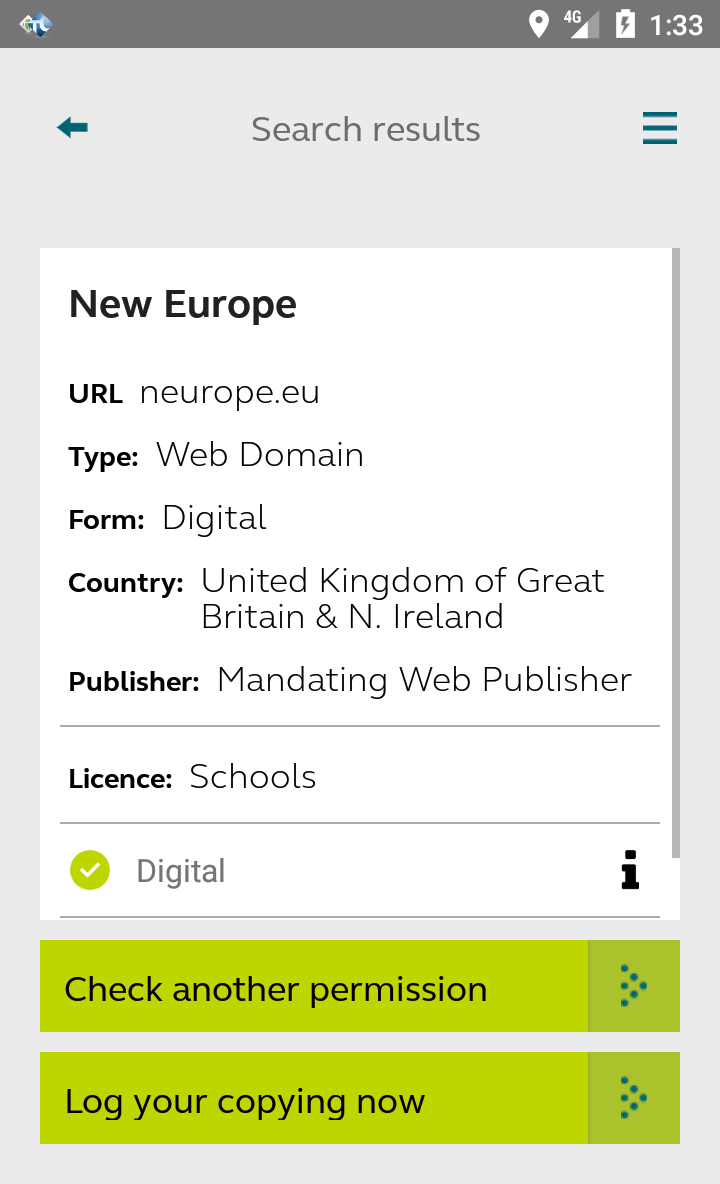 4G 1:33
Search results
New Europe
URL neurope.eu
Type: Web Domain
Form: Digital
Country: United Kingdom of Great
Britain & N. Ireland
Publisher: Mandating Web Publisher
Licence: Schools
Digital
Check another permission
Log your copying now